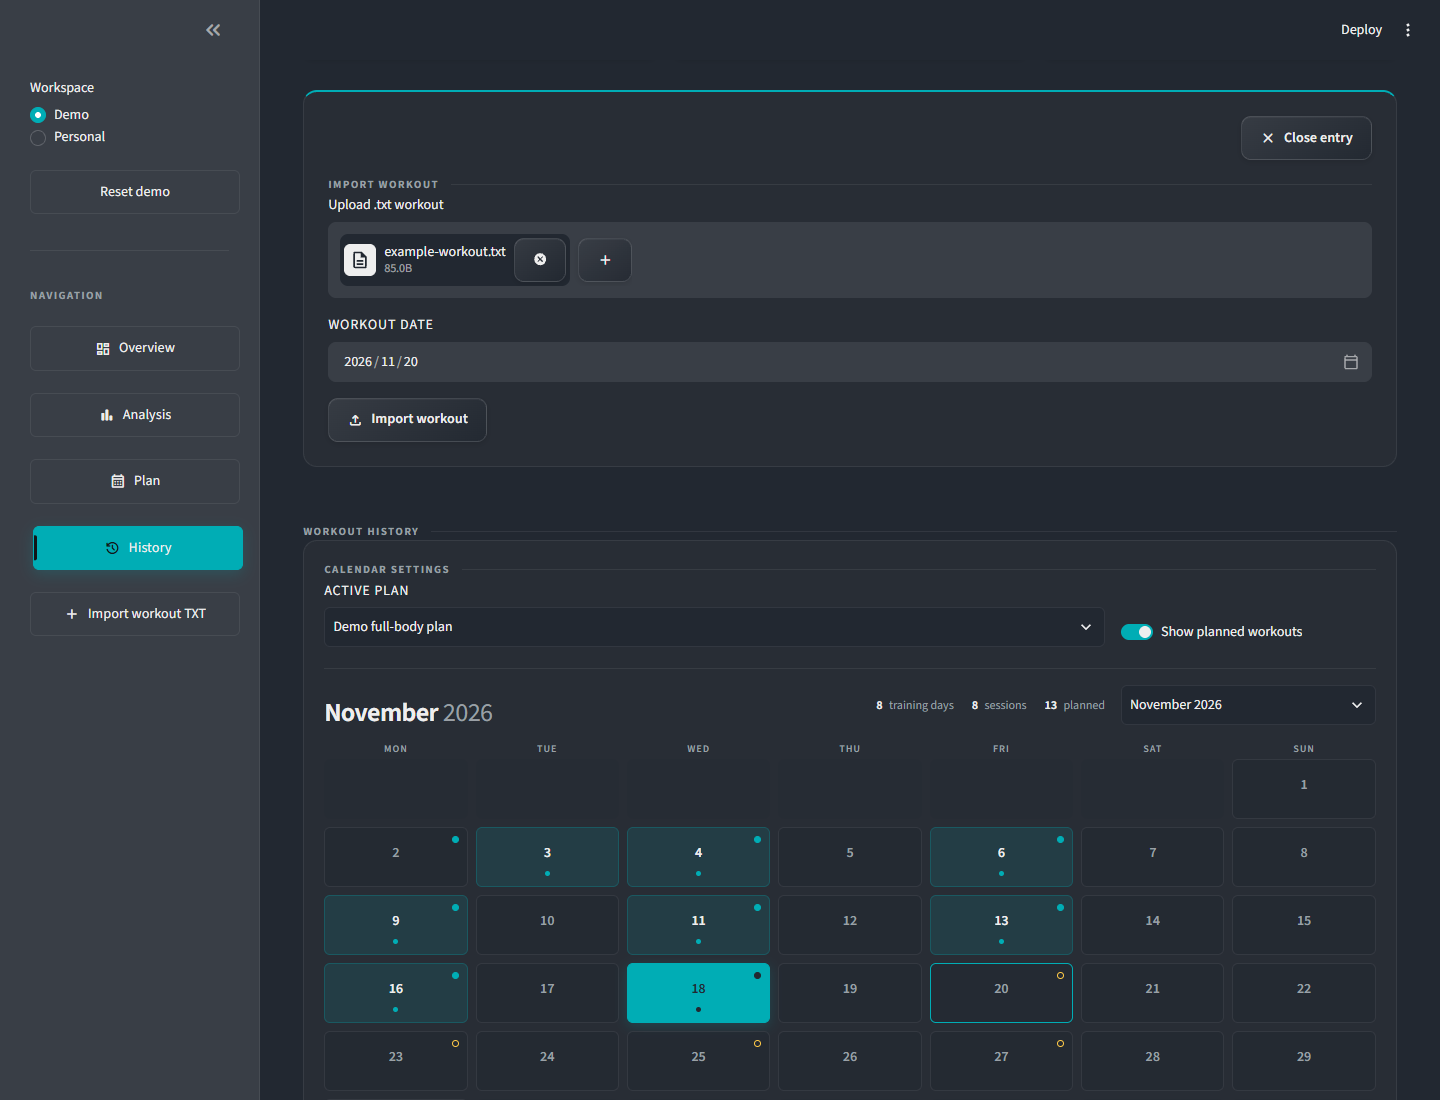 Deploy
Workspace
Demo
Personal
Reset demo
NAVIGATION
Overview
Analysis
Plan
History
Import workout TXT
Close entry
IMPORT WORKOUT
Upload .txt workout
example-workout.txt
85.0B
WORKOUT DATE
2026 / 11 / 20
Import workout
WORKOUT HISTORY
CALENDAR SETTINGS
ACTIVE PLAN
Demo full-body plan
Show planned workouts
November 2026
8 training days 8 sessions 13 planned
November 2026
MON TUE WED THU FRI SAT SUN
1
2 3 4 5 6 7 8
9 10 11 12 13 14 15
16 17 18 19 20 21 22
23 24 25 26 27 28 29